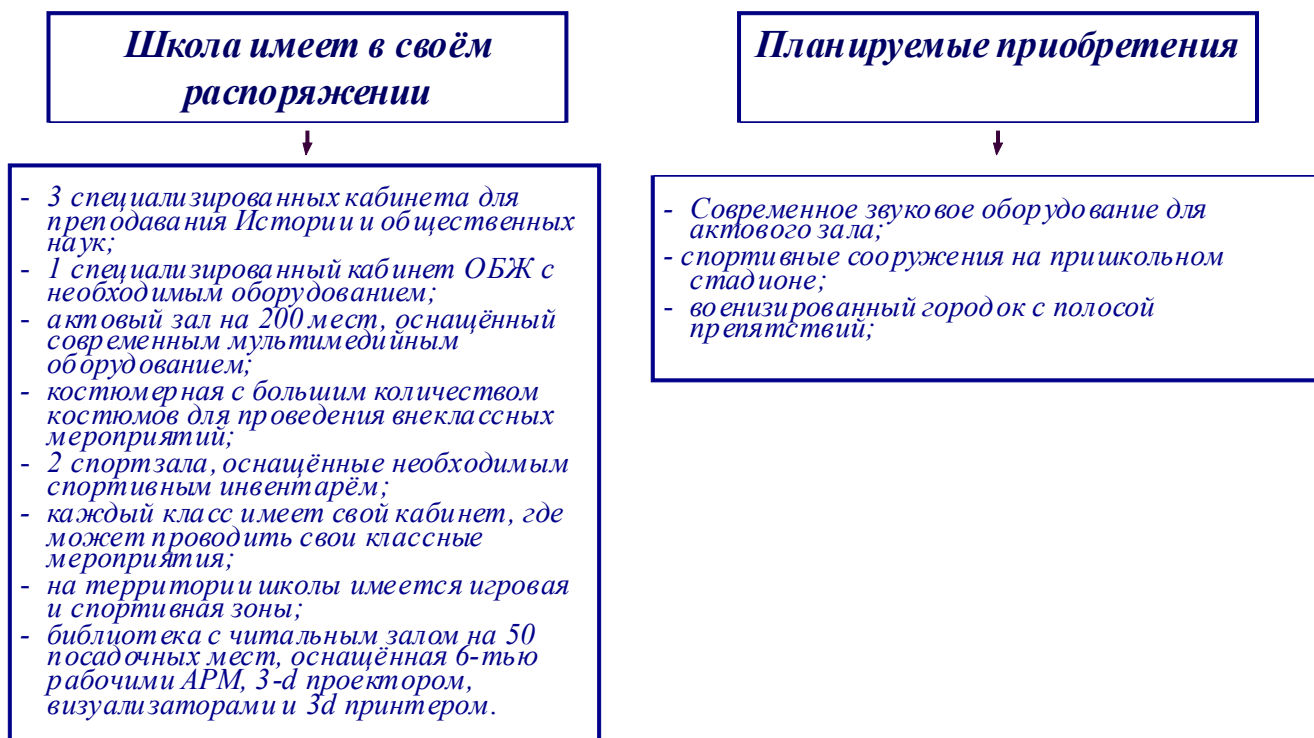 Школа имеет в своём
распоряжении
- 3 специализированных кабинета для
преподавания Истории и общественных
наук;
- 1 специализированный кабинет ОБЖ с
необходимым оборудованием;
- актовый зал на 200 мест, оснащённый
современным мультимедийным
оборудованием;
- костюмерная с большим количеством
костюмов для проведения внеклассных
мероприятий;
- 2 спортзала, оснащённые необходимым
спортивным инвентарём;
- каждый класс имеет свой кабинет, где
может проводить свои классные
мероприятия;
- на территории школы имеется игровая
и спортивная зоны;
- библиотека с читальным залом на 50
посадочных мест, оснащённая 6-тью
рабочими АРМ, 3-d проектором,
визуализаторами и 3d принтером.
Планируемые приобретения
- Современное звуковое оборудование для
актового зала;
- спортивные сооружения на пришкольном
стадионе;
- военизированный городок с полосой
препятствий;